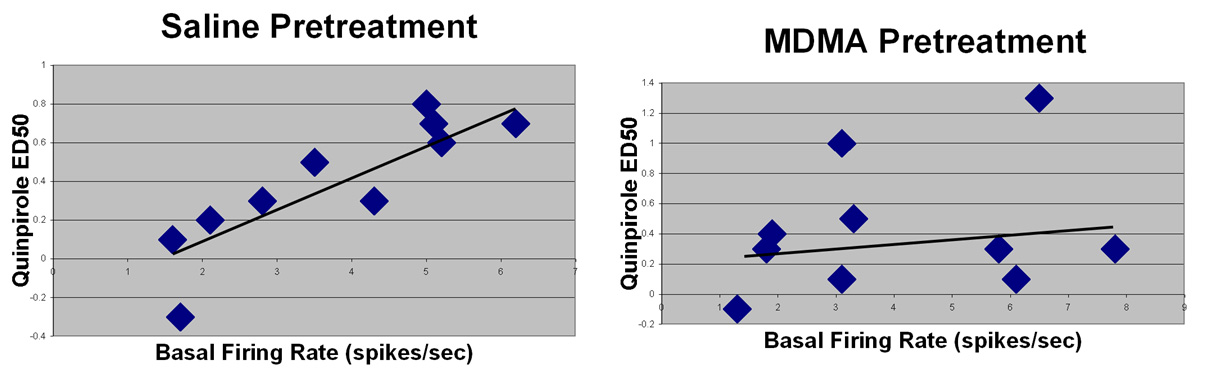 Saline Pretreatment
Quinpirole ED50
1
0.8
0.6
0.4
0.2
0
-0.2
-0.4
0 1 2 3 4 5 6 7
Basal Firing Rate (spikes/sec)
MDMA Pretreatment
Quinpirole ED50
1.4
1.2
1
0.8
0.6
0.4
0.2
0
-0.2
0 1 2 3 4 5 6 7 8 9
Basal Firing Rate (spikes/sec)